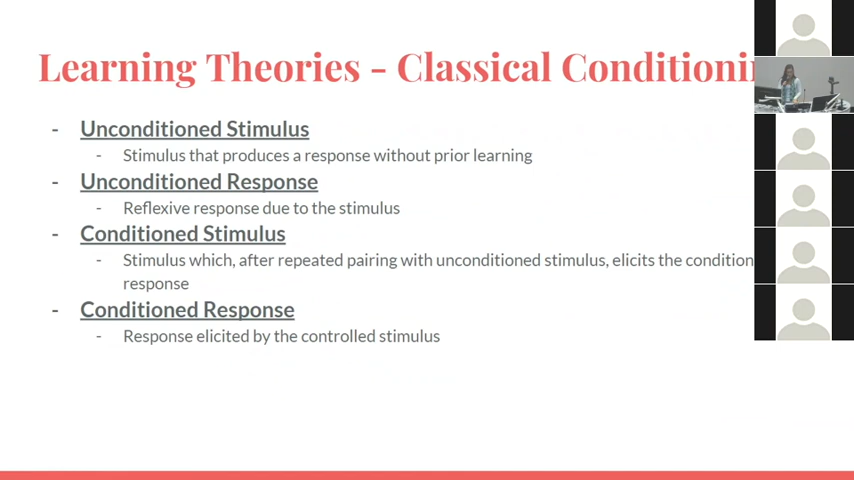 Learning Theories - Classical Conditioni
- Unconditioned Stimulus
- Stimulus that produces a response without prior learning
- Unconditioned Response
- Reflexive response due to the stimulus
- Conditioned Stimulus
- Stimulus which, after repeated pairing with unconditioned stimulus, elicits the condition
response
- Conditioned Response
- Response elicited by the controlled stimulus